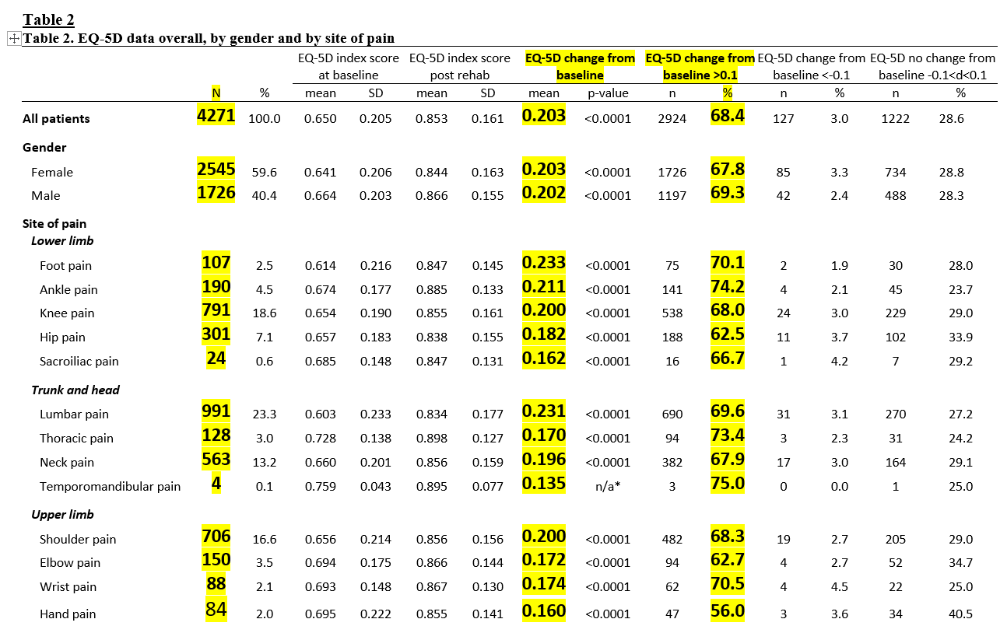 Table 2
Table 2. EQ-5D data overall, by gender and by site of pain
EQ-5D index score EQ-5D index score EQ-5D change from EQ-5D change from EQ-5D change from EQ-5D no change from
at baseline post rehab baseline baseline >0.1 baseline <-0.1 baseline -0.1<d<0.1
N % mean SD mean SD mean p-value n % n % n %
All patients 4271 100.0 0.650 0.205 0.853 0.161 0.203 <0.0001 2924 68.4 127 3.0 1222 28.6
Gender
Female 2545 59.6 0.641 0.206 0.844 0.163 0.203 <0.0001 1726 67.8 85 3.3 734 28.8
Male 1726 40.4 0.664 0.203 0.866 0.155 0.202 <0.0001 1197 69.3 42 2.4 488 28.3
Site of pain
Lower limb
Foot pain 107 2.5 0.614 0.216 0.847 0.145 0.233 <0.0001 75 70.1 2 1.9 30 28.0
Ankle pain 190 4.5 0.674 0.177 0.885 0.133 0.211 <0.0001 141 74.2 4 2.1 45 23.7
Knee pain 791 18.6 0.654 0.190 0.855 0.161 0.200 <0.0001 538 68.0 24 3.0 229 29.0
Hip pain 301 7.1 0.657 0.183 0.838 0.155 0.182 <0.0001 188 62.5 11 3.7 102 33.9
Sacroiliac pain 24 0.6 0.685 0.148 0.847 0.131 0.162 <0.0001 16 66.7 1 4.2 7 29.2
Trunk and head
Lumbar pain 991 23.3 0.603 0.233 0.834 0.177 0.231 <0.0001 690 69.6 31 3.1 270 27.2
Thoracic pain 128 3.0 0.728 0.138 0.898 0.127 0.170 <0.0001 94 73.4 3 2.3 31 24.2
Neck pain 563 13.2 0.660 0.201 0.856 0.159 0.196 <0.0001 382 67.9 17 3.0 164 29.1
Temporomandibular pain 4 0.1 0.759 0.043 0.895 0.077 0.135 n/a* 3 75.0 0 0.0 1 25.0
Upper limb
Shoulder pain 706 16.6 0.656 0.214 0.856 0.156 0.200 <0.0001 482 68.3 19 2.7 205 29.0
Elbow pain 150 3.5 0.694 0.175 0.866 0.144 0.172 <0.0001 94 62.7 4 2.7 52 34.7
Wrist pain 88 2.1 0.693 0.148 0.867 0.130 0.174 <0.0001 62 70.5 4 4.5 22 25.0
Hand pain 84 2.0 0.695 0.222 0.855 0.141 0.160 <0.0001 47 56.0 3 3.6 34 40.5